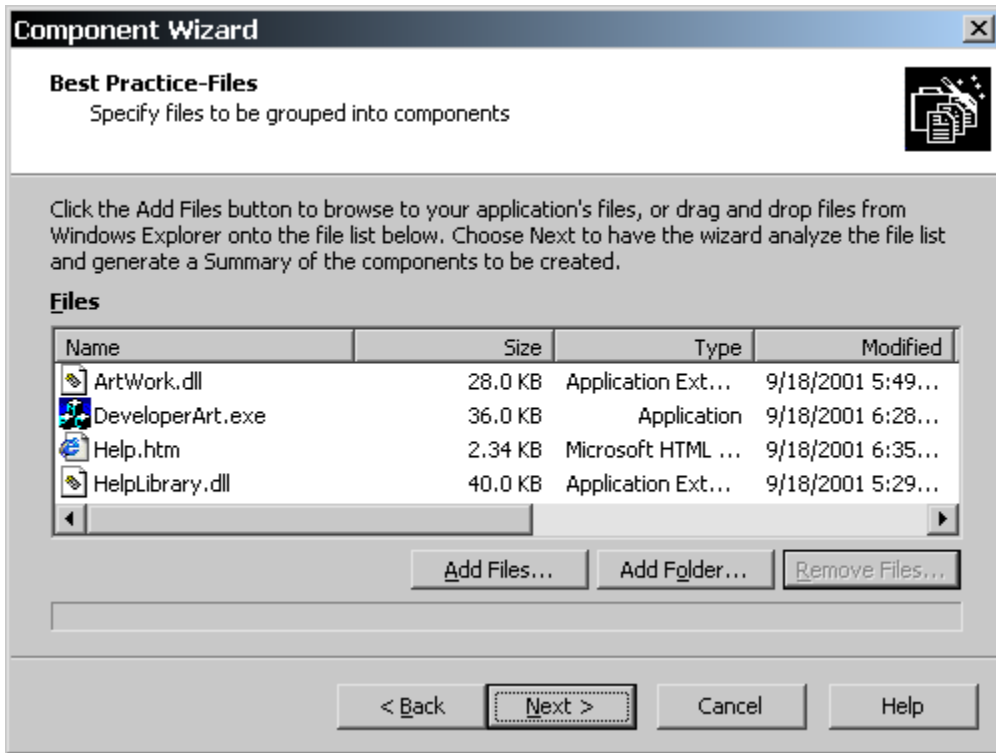 Component Wizard
Best Practice-Files
Specify files to be grouped into components
Click the Add Files button to browse to your application's files, or drag and drop files from
Windows Explorer onto the file list below. Choose Next to have the wizard analyze the file list
and generate a Summary of the components to be created.
Files
Name Size Type Modified
ArtWork.dll 28.0 KB Application Ext... 9/18/2001 5:49...
DeveloperArt.exe 36.0 KB Application 9/18/2001 6:28...
Help.htm 2.34 KB Microsoft HTML ... 9/18/2001 6:35...
HelpLibrary.dll 40.0 KB Application Ext... 9/18/2001 5:29...
Add Files... Add Folder... Remove Files...
< Back Next > Cancel Help